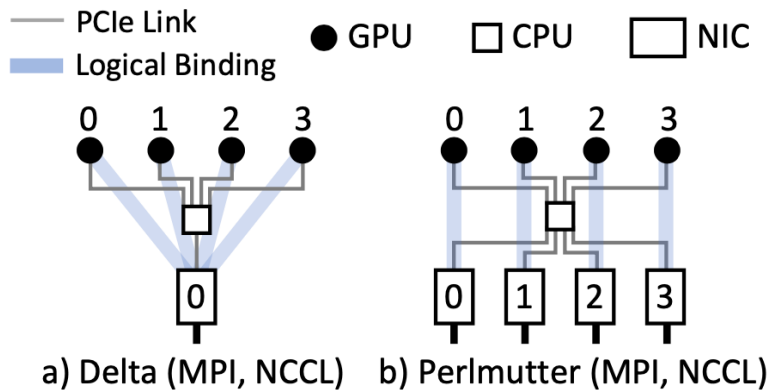 PCIe Link
Logical Binding
GPU
CPU
NIC
0 1 2 3
0
a) Delta (MPI, NCCL)
0 1 2 3
0 1 2 3
b) Perlmutter (MPI, NCCL)